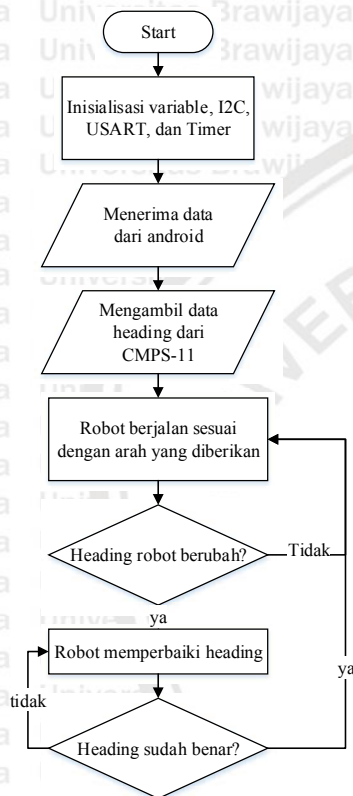 Start
Inisialisasi variable, I2C,
USART, dan Timer
Menerima data
dari android
Mengambil data
heading dari
CMPS-11
Robot berjalan sesuai
dengan arah yang diberikan
Heading robot berubah?
Tidak
ya
Robot memperbaiki heading
tidak
ya
Heading sudah benar?